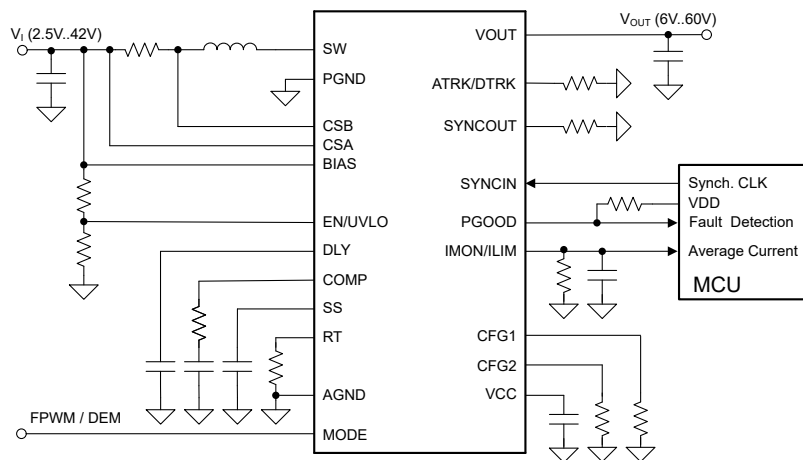 V_I (2.5V..42V)
SW
PGND
CSB
CSA
BIAS
EN/UVLO
DLY
COMP
SS
RT
AGND
FPWM / DEM
MODE
VOUT
V_OUT (6V..60V)
ATRK/DTRK
SYNCOUT
SYNCIN
PGOOD
IMON/ILIM
CFG1
CFG2
VCC
Synch. CLK
VDD
Fault Detection
Average Current
MCU